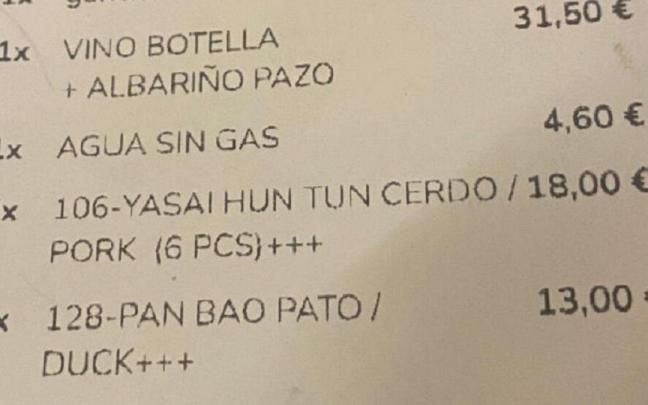 1x VINO BOTELLA 31,50 €
+ ALBARIÑO PAZO
1x AGUA SIN GAS 4,60 €
x 106-YASAI HUN TUN CERDO / 18,00 €
PORK (6 PCS)+++
x 128-PAN BAO PATO / 13,00
DUCK+++